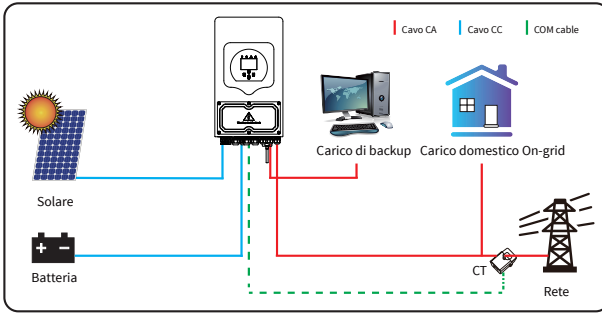 Cavo CA
Cavo CC
COM cable
Carico di backup
Carico domestico On-grid
Solare
Batteria
CT
Rete